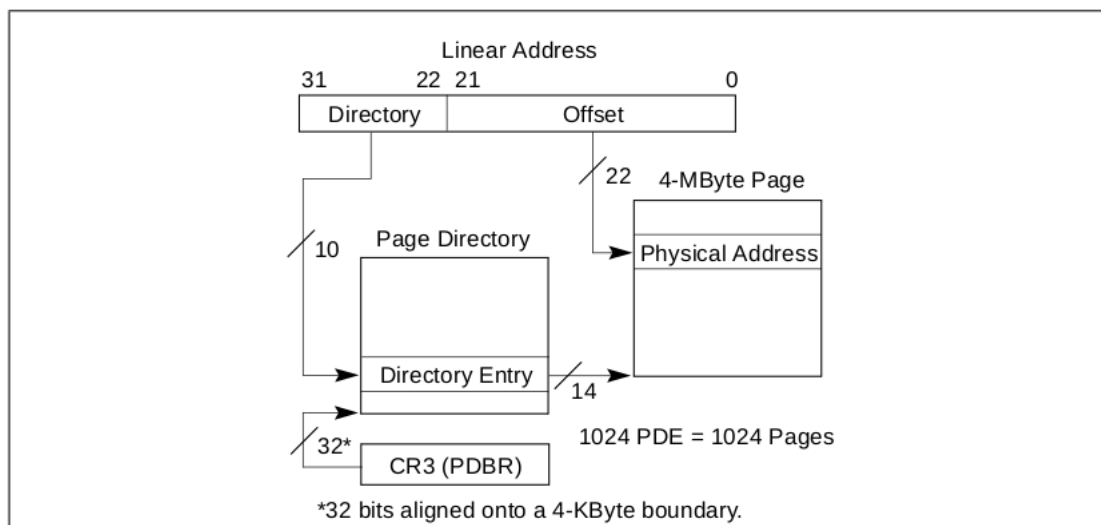 Linear Address
31 22 21 0
Directory Offset
22
4-MByte Page
10
Page Directory
Physical Address
Directory Entry
14
1024 PDE = 1024 Pages
32*
CR3 (PDBR)
*32 bits aligned onto a 4-KByte boundary.